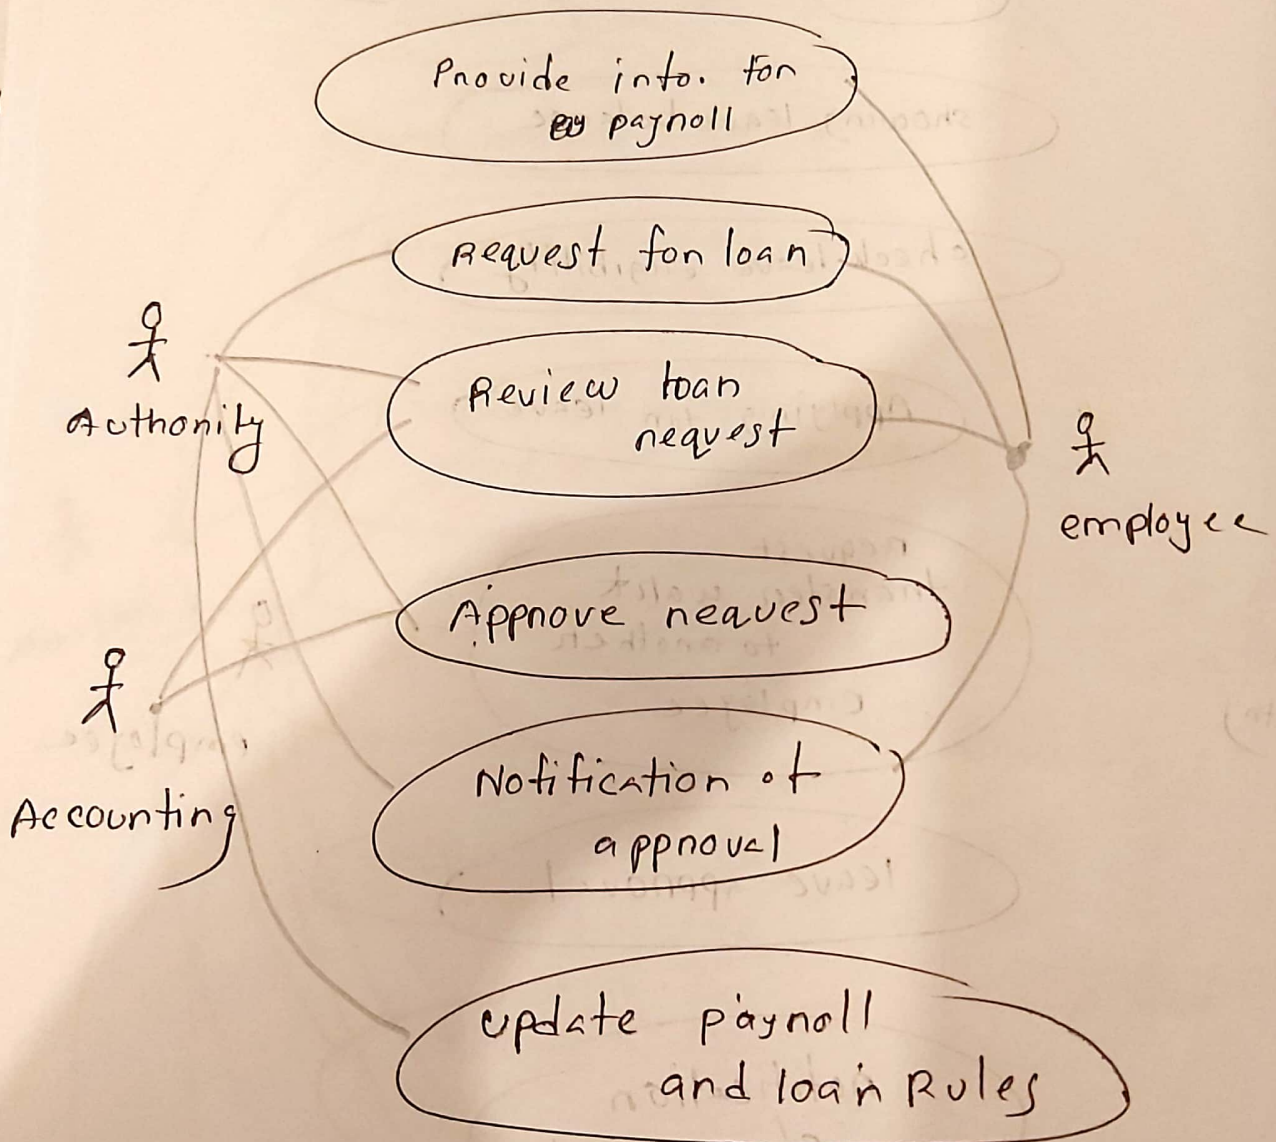 Provide info. for
payroll
Request for loan
Review loan
request
Authority
employee
Approve request
Notification of
approval
Accounting
update payroll
and loan Rules